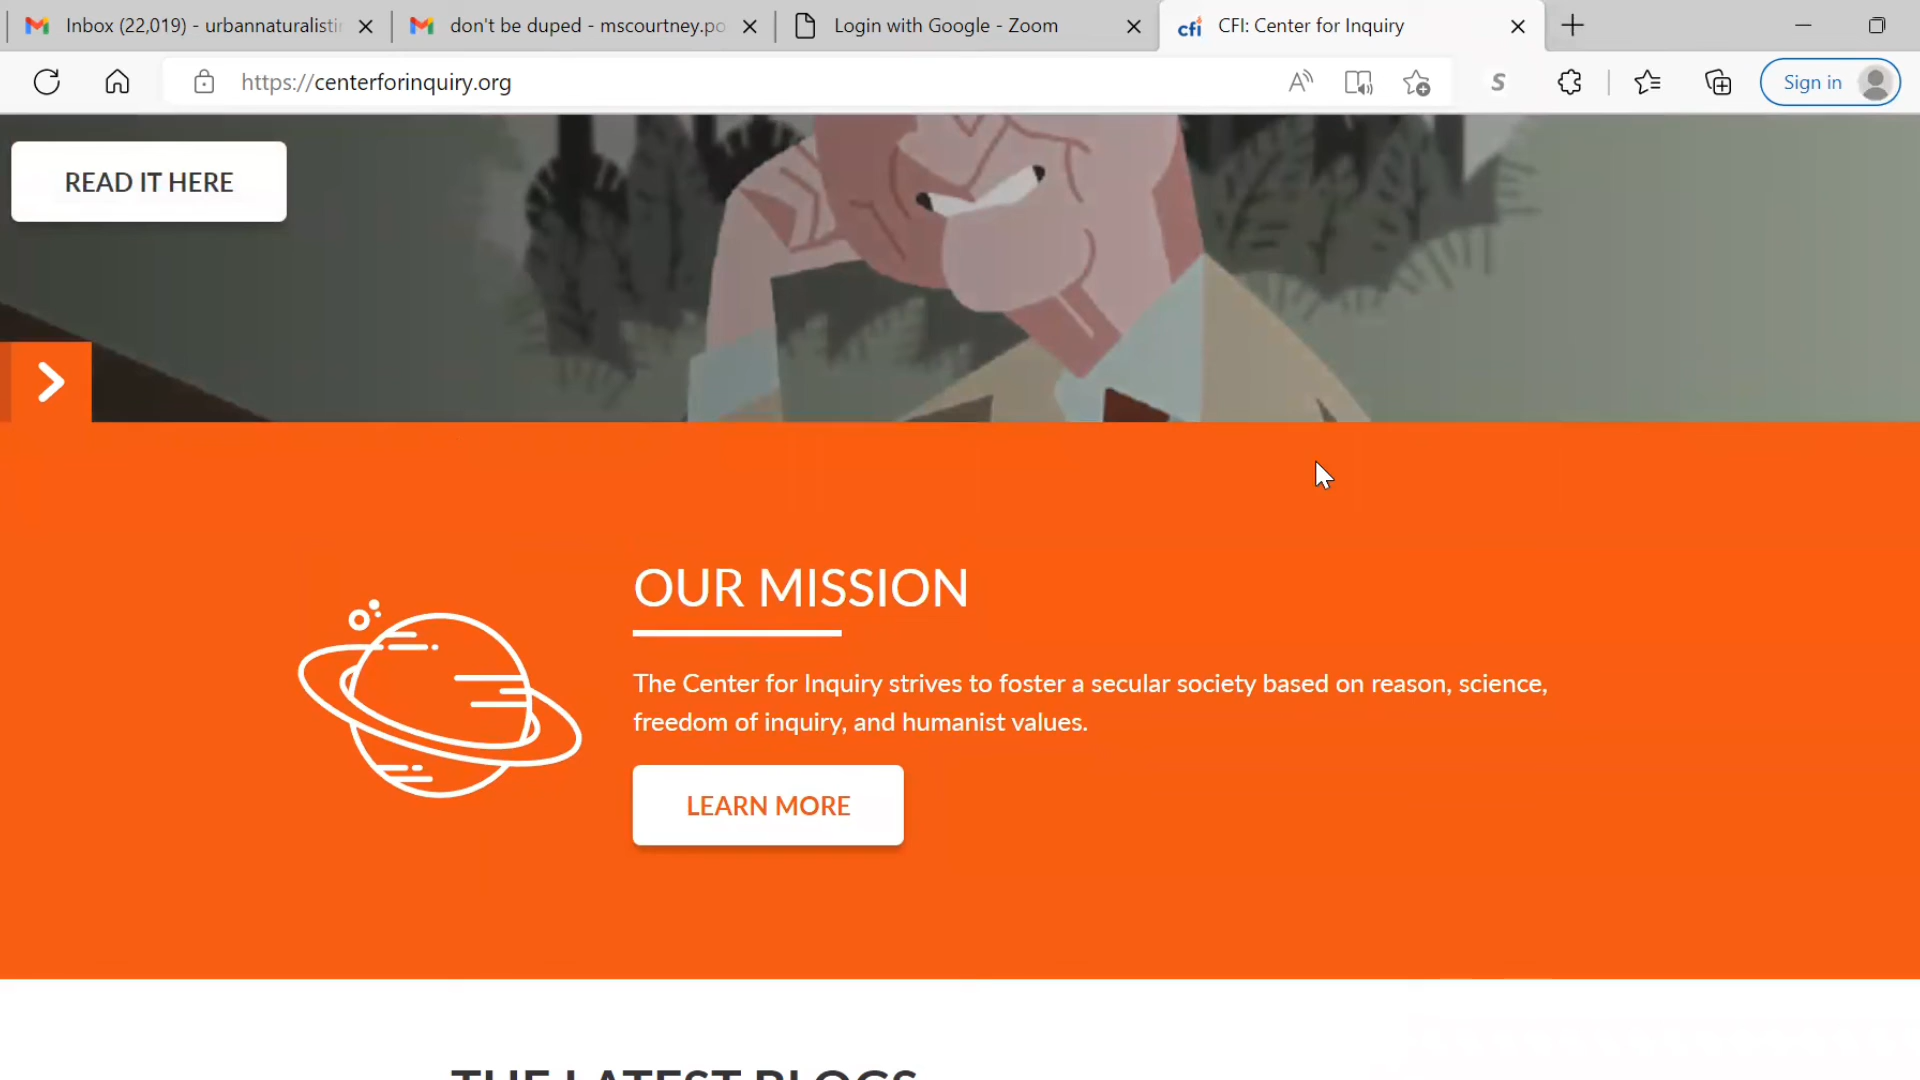 Inbox (22,019) - urbannaturalistin
don't be duped - mscourtney.po
Login with Google - Zoom
cfi CFI: Center for Inquiry
https://centerforinquiry.org
Sign in
READ IT HERE
OUR MISSION
The Center for Inquiry strives to foster a secular society based on reason, science,
freedom of inquiry, and humanist values.
LEARN MORE
THE LATEST BLOGS